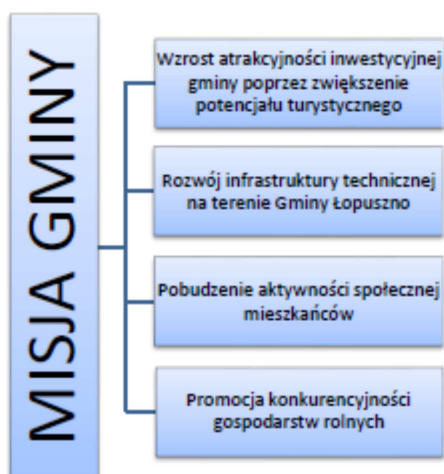 MISJA GMINY
Wzrost atrakcyjności inwestycyjnej
gminy poprzez zwiększenie
potencjału turystycznego
Rozwój infrastruktury technicznej
na terenie Gminy Łopuszno
Pobudzenie aktywności społecznej
mieszkańców
Promocja konkurencyjności
gospodarstw rolnych